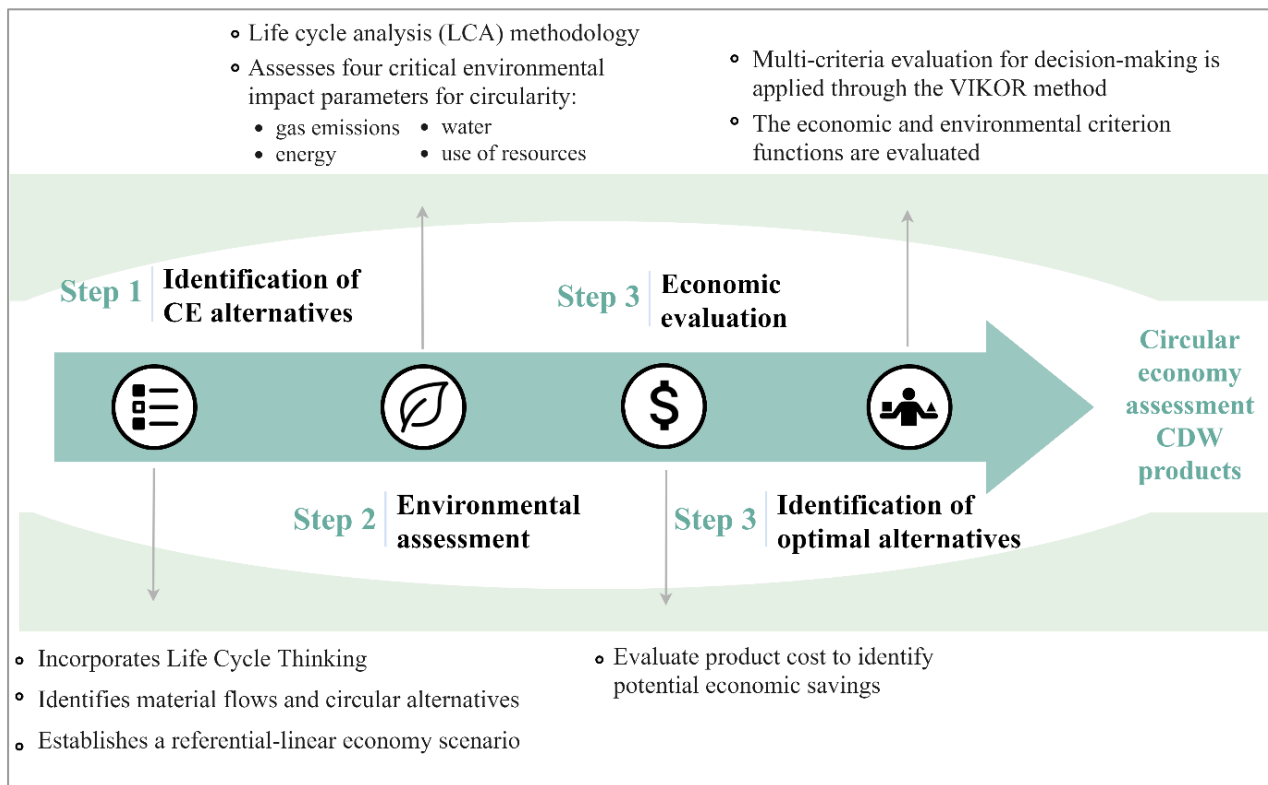 Life cycle analysis (LCA) methodology
Assesses four critical environmental
impact parameters for circularity:
gas emissions
water
energy
use of resources
Multi-criteria evaluation for decision-making is
applied through the VIKOR method
The economic and environmental criterion
functions are evaluated
Step 1
Identification of
CE alternatives
Step 3
Economic
evaluation
$
Circular
economy
assessment
CDW
products
Step 2
Environmental
assessment
Step 3
Identification of
optimal alternatives
Incorporates Life Cycle Thinking
Identifies material flows and circular alternatives
Establishes a referential-linear economy scenario
Evaluate product cost to identify
potential economic savings